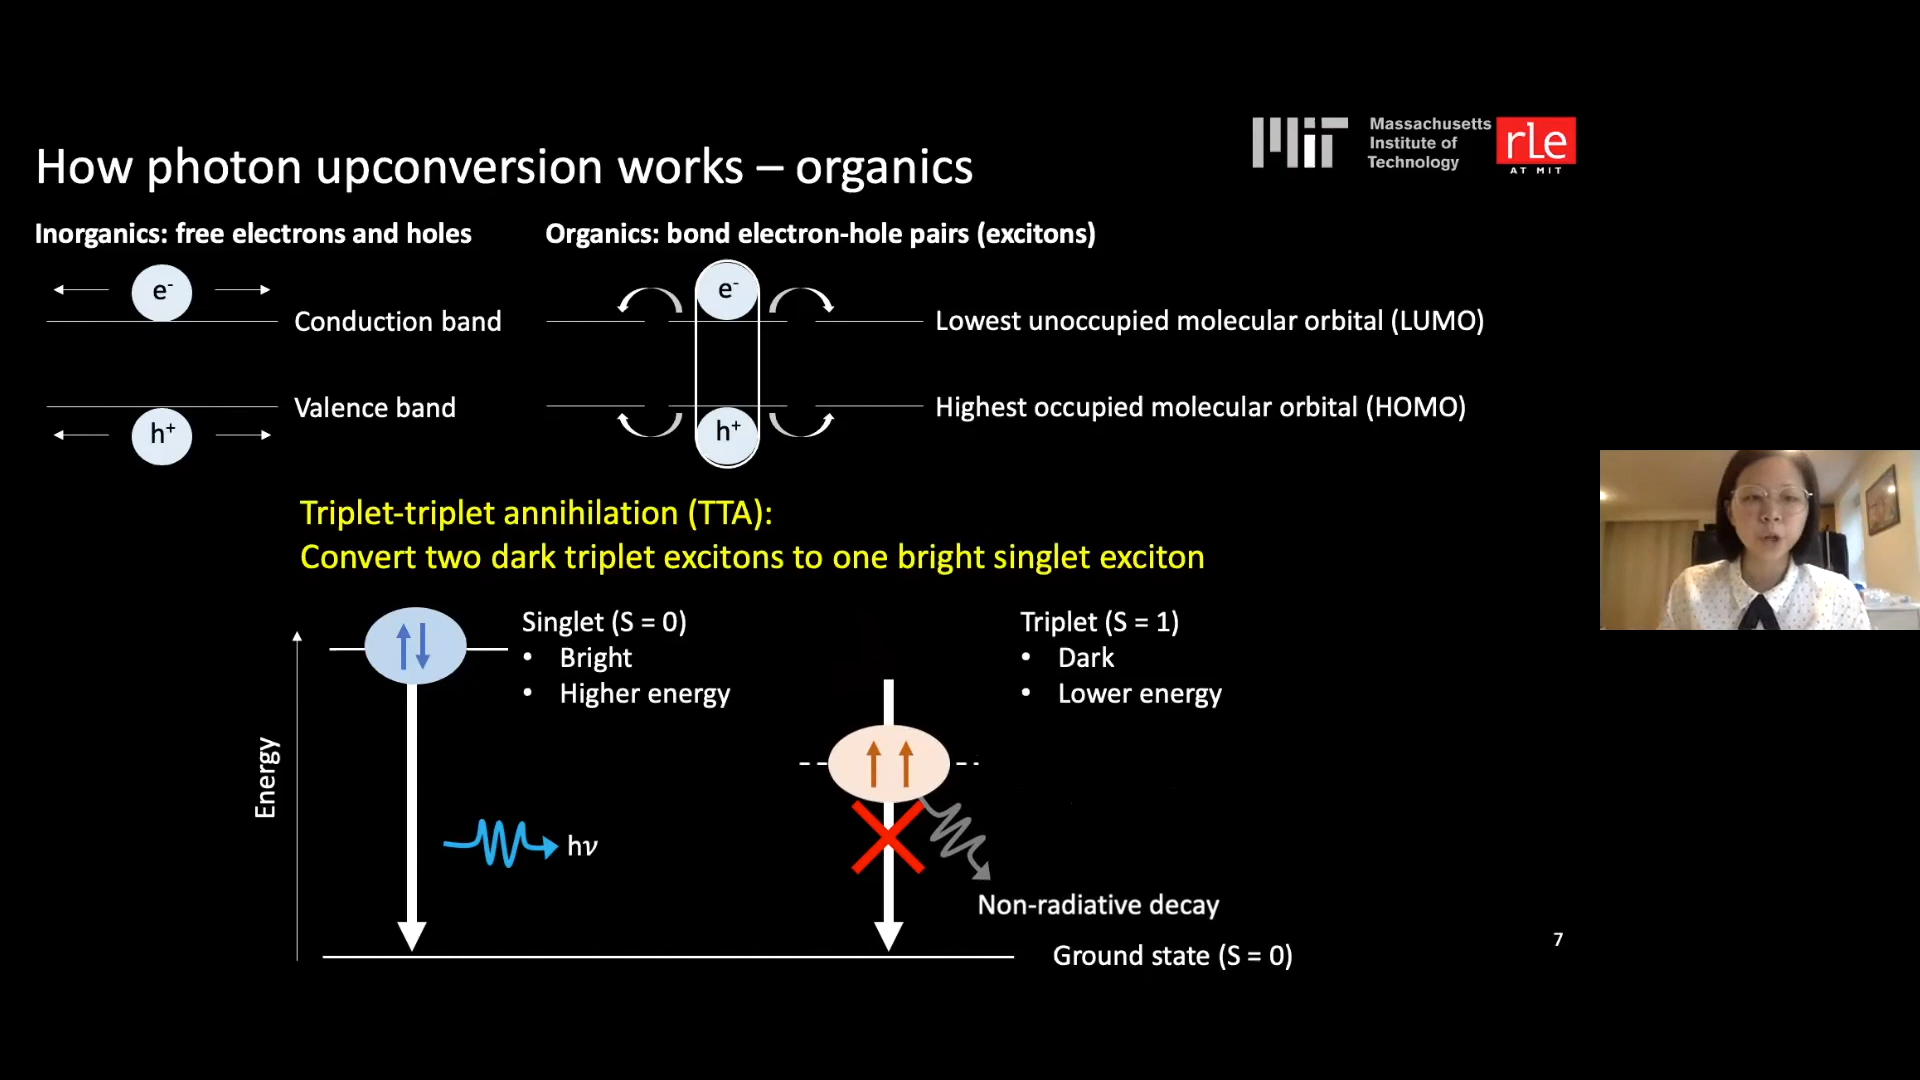 How photon upconversion works – organics
Massachusetts
Institute of
Technology
rle
AT MIT
Inorganics: free electrons and holes
Organics: bond electron-hole pairs (excitons)
e-
Conduction band
e-
Lowest unoccupied molecular orbital (LUMO)
Valence band
h+
Highest occupied molecular orbital (HOMO)
h+
Triplet-triplet annihilation (TTA):
Convert two dark triplet excitons to one bright singlet exciton
Singlet (S = 0)
• Bright
• Higher energy
Triplet (S = 1)
• Dark
• Lower energy
Energy
hν
Non-radiative decay
Ground state (S = 0)
7